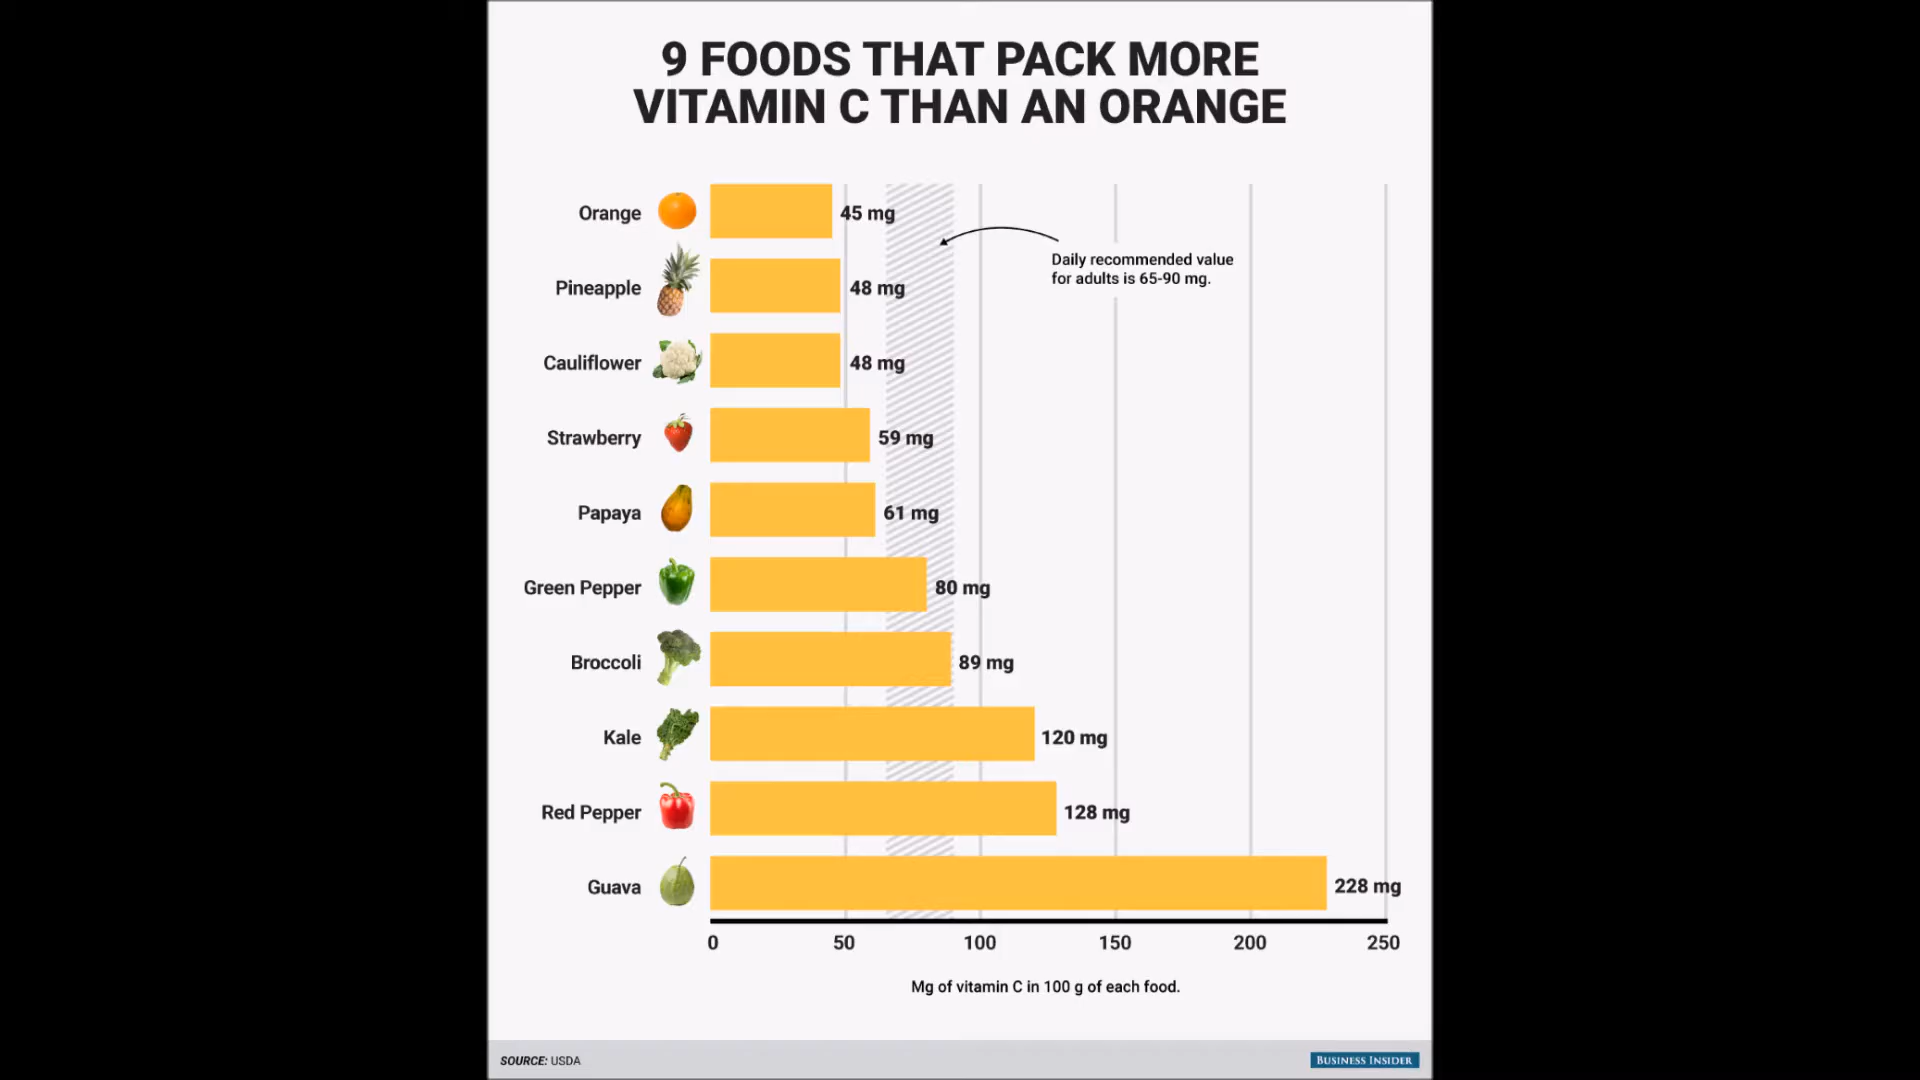 9 FOODS THAT PACK MORE
VITAMIN C THAN AN ORANGE
Orange 45 mg
Daily recommended value
for adults is 65-90 mg.
Pineapple 48 mg
Cauliflower 48 mg
Strawberry 59 mg
Papaya 61 mg
Green Pepper 80 mg
Broccoli 89 mg
Kale 120 mg
Red Pepper 128 mg
Guava 228 mg
0 50 100 150 200 250
Mg of vitamin C in 100 g of each food.
SOURCE: USDA
BUSINESS INSIDER